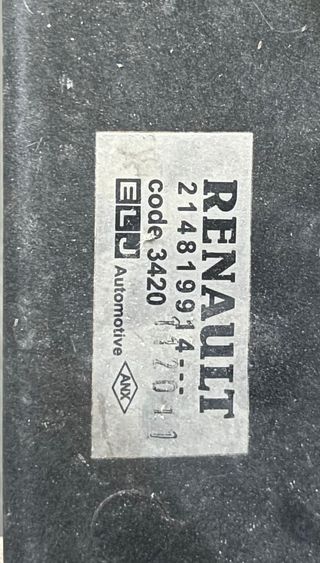 RENAULT
214819914---
code 3420
ELJ Automotive ANX